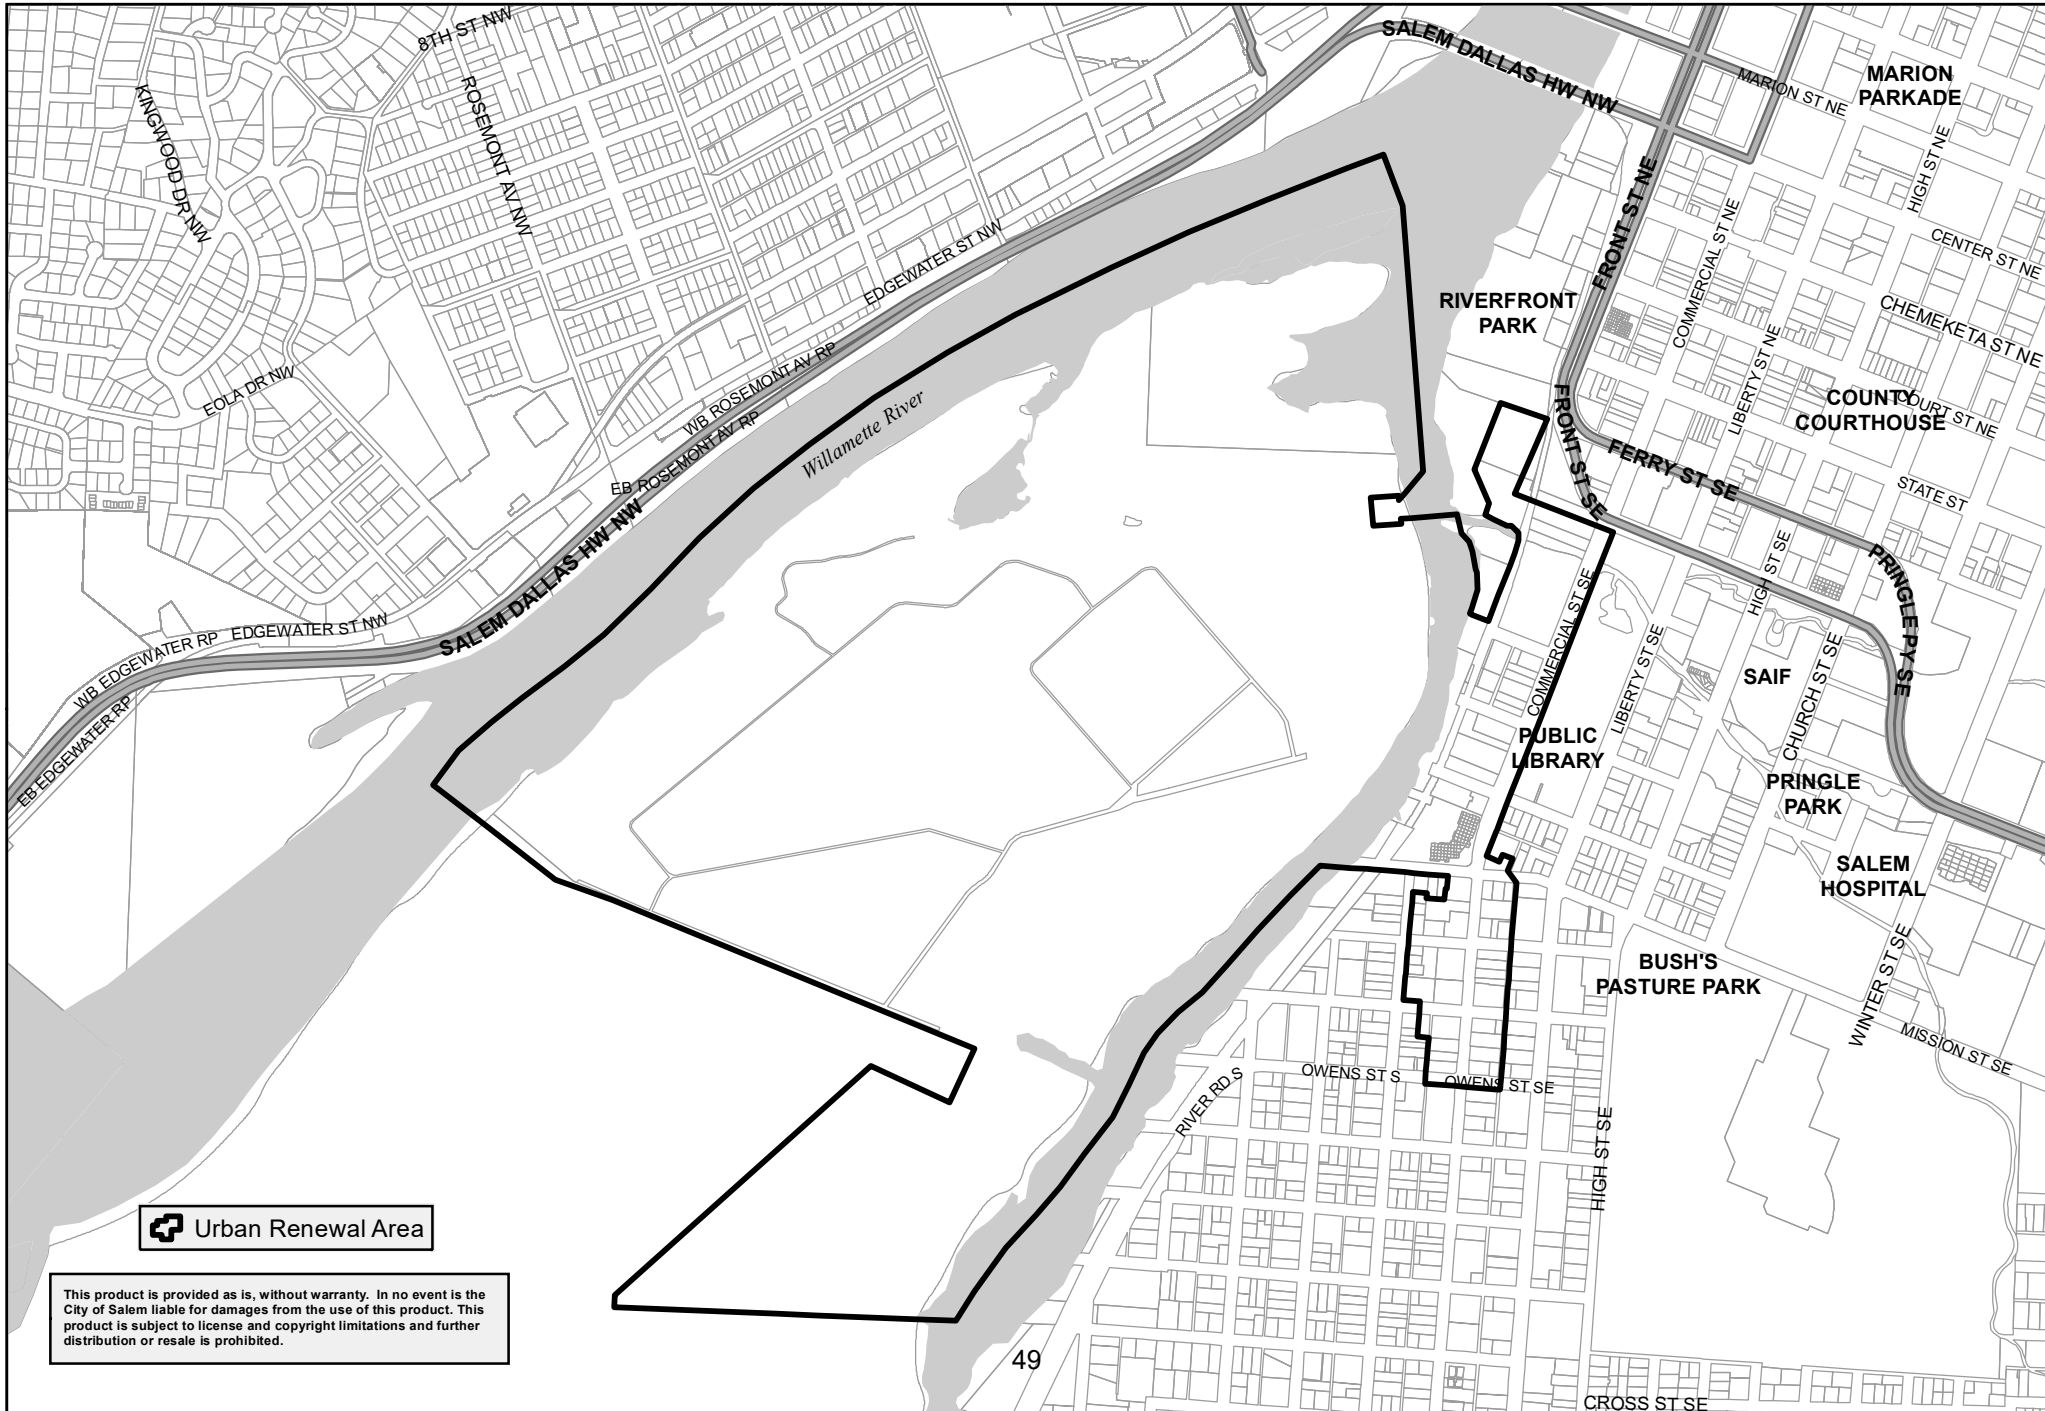 8TH ST NW
KINGWOOD DR NW
ROSEMONT AV NW
SALEM DALLAS HW NW
MARION ST NE
MARION
PARKADE
HIGH ST NE
FRONT ST NE
COMMERCIAL ST NE
CENTER ST NE
EDGEWATER ST NW
RIVERFRONT
PARK
CHEMEKETA ST NE
LIBERTY ST NE
EOLA DR NW
WB ROSEMONT AV RP
EB ROSEMONT AV RP
Willamette River
COUNTY
COURTHOUSE
COURT ST NE
FRONT ST SE
FERRY ST SE
STATE ST
SALEM DALLAS HW NW
HIGH ST SE
PRINGLE PY SE
COMMERCIAL ST SE
LIBERTY ST SE
WB EDGEWATER RP
EDGEWATER ST NW
EB EDGEWATER RP
SAIF
CHURCH ST SE
PUBLIC
LIBRARY
PRINGLE
PARK
SALEM
HOSPITAL
BUSH'S
PASTURE PARK
WINTER ST SE
MISSION ST SE
OWENS ST S
OWENS ST SE
RIVER RD S
HIGH ST SE
Urban Renewal Area
This product is provided as is, without warranty. In no event is the
City of Salem liable for damages from the use of this product. This
product is subject to license and copyright limitations and further
distribution or resale is prohibited.
49
CROSS ST SE